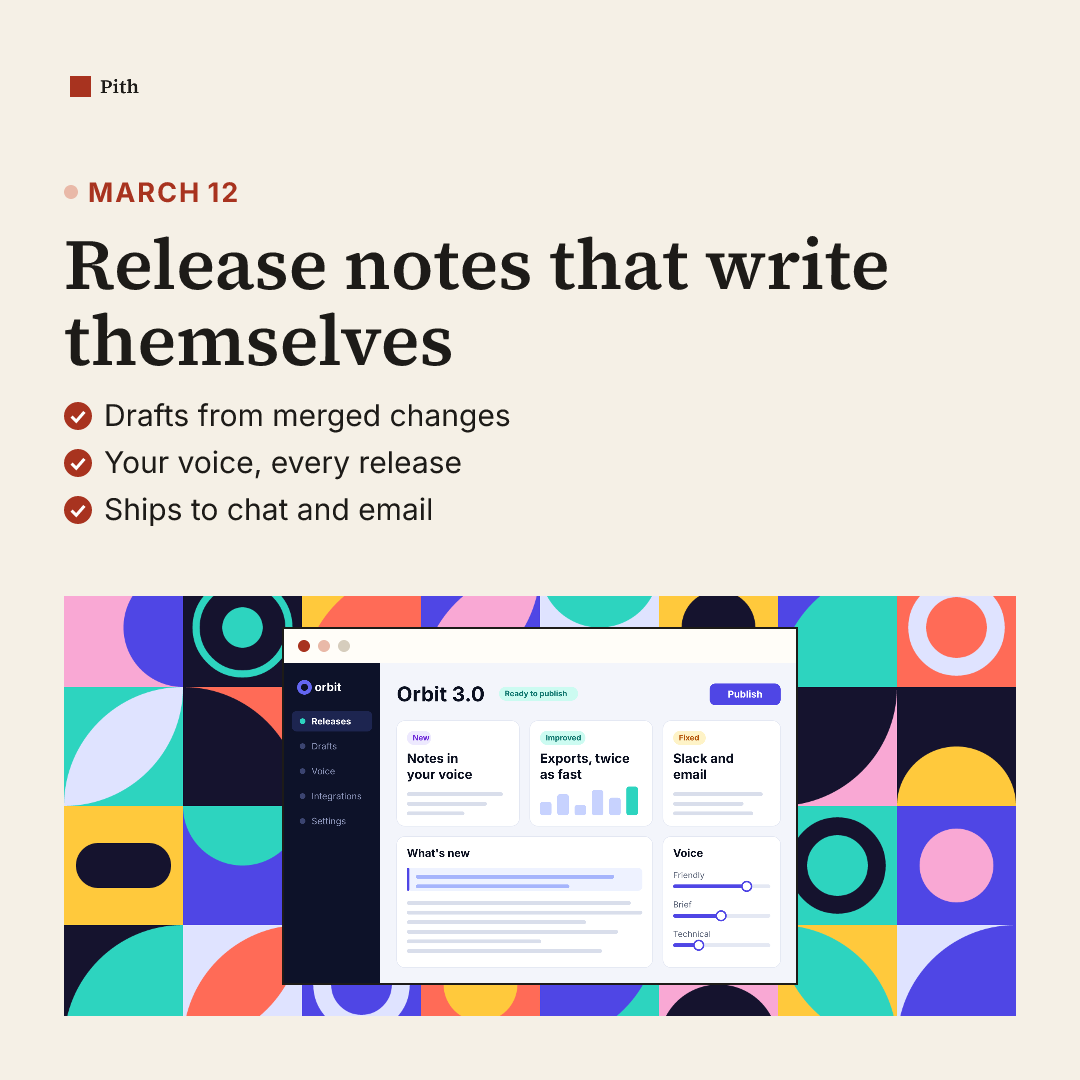 Pith
MARCH 12
Release notes that write
themselves
Drafts from merged changes
Your voice, every release
Ships to chat and email
orbit
Releases
Drafts
Voice
Integrations
Settings
Orbit 3.0
Ready to publish
Publish
New
Notes in
your voice
Improved
Exports, twice
as fast
Fixed
Slack and
email
What's new
Voice
Friendly
Brief
Technical